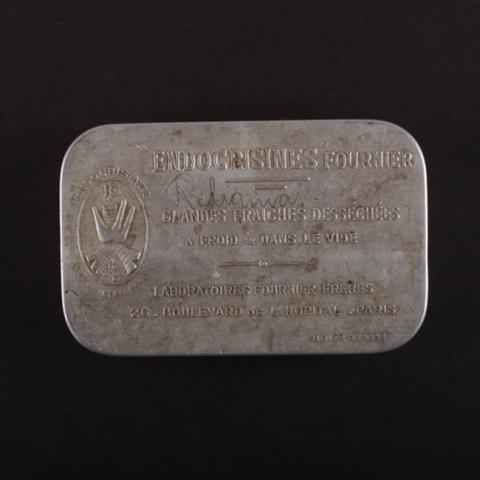 "ENDOCRISINES" FOURNIER
GLANDES FRAICHES DESSÉCHÉES
A FROID & DANS LE VIDE
LABORATOIRES FOURNIER FRÈRES
26 . BOULEVARD DE L'HOPITAL . PARIS